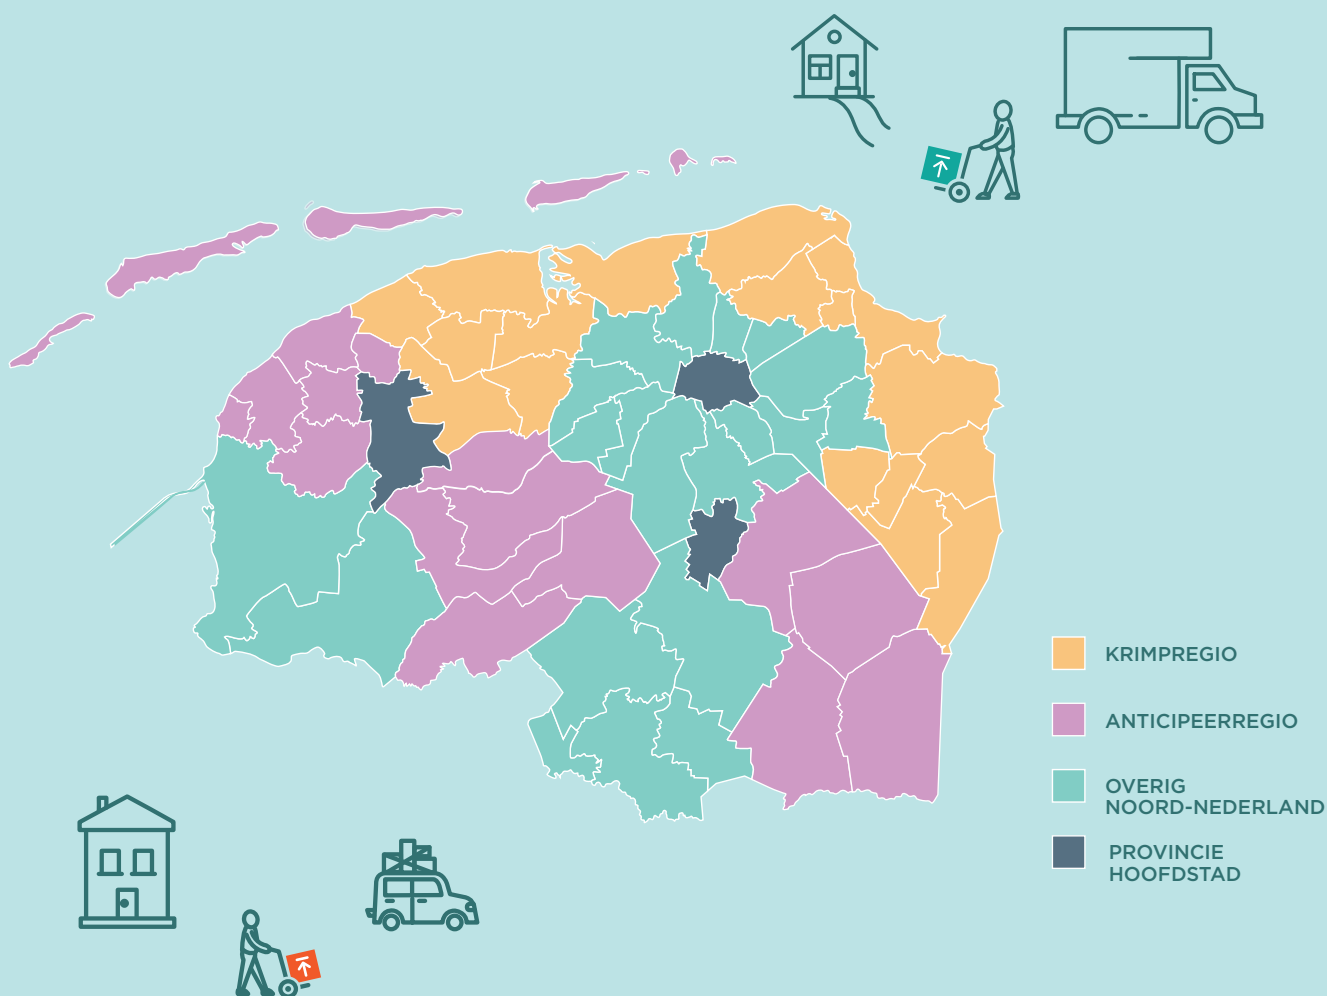 KRIMPREGIO
ANTICIPEERREGIO
OVERIG
NOORD-NEDERLAND
PROVINCIE
HOOFDSTAD